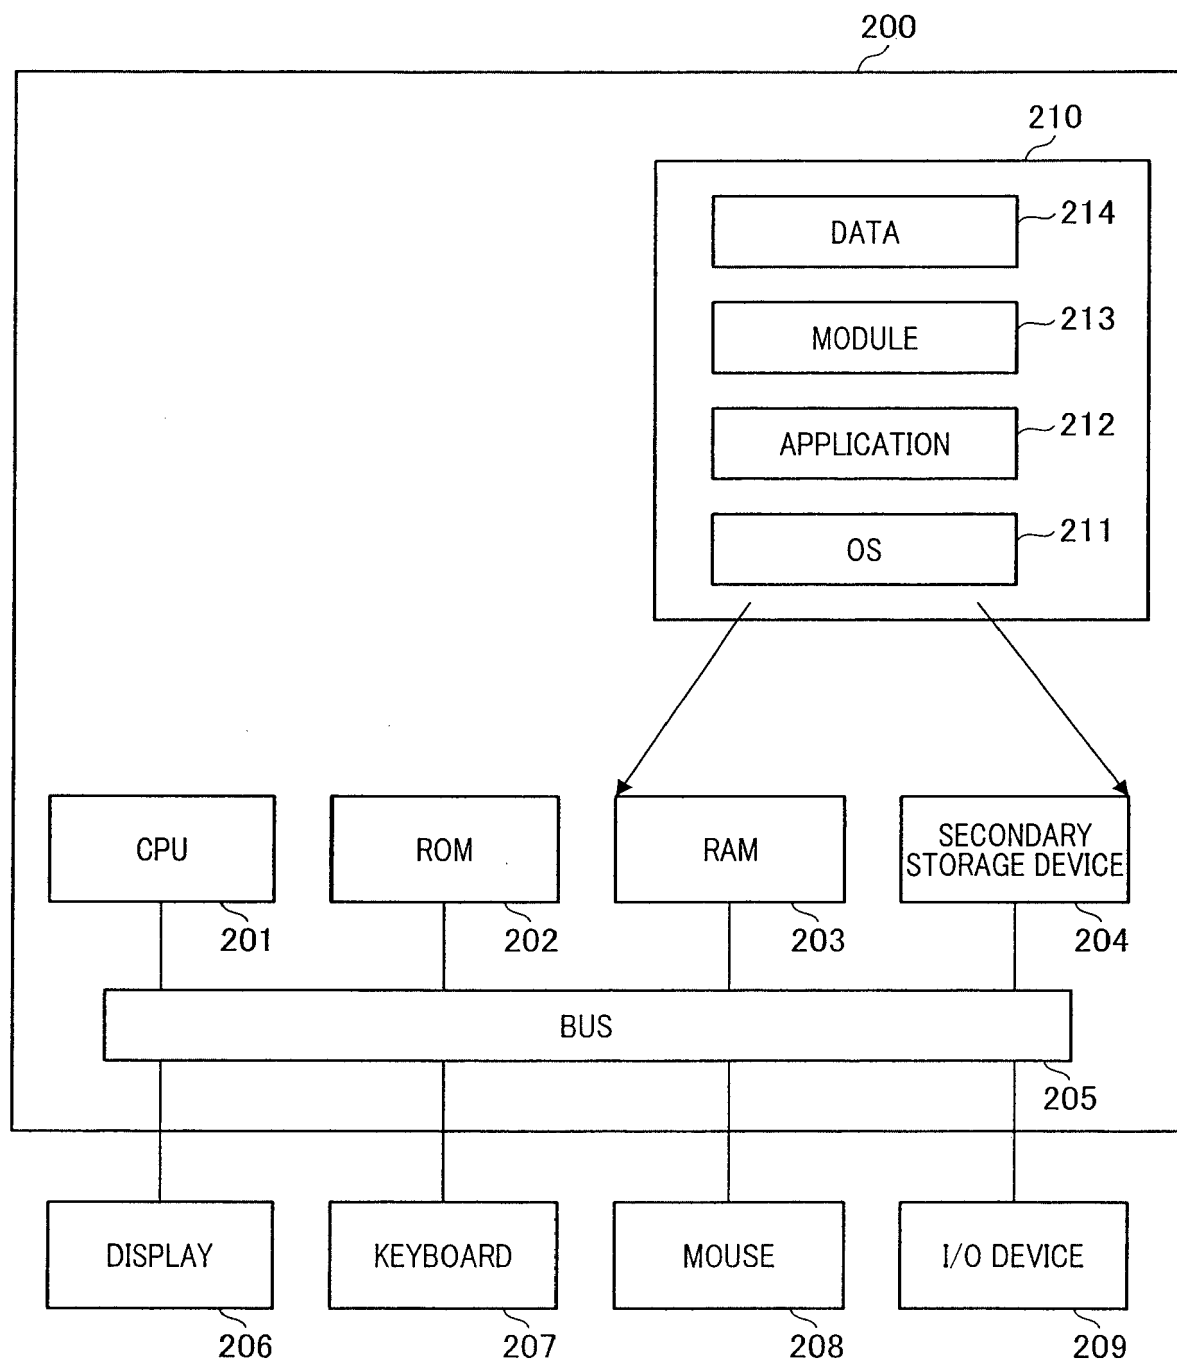 200
210
DATA
214
MODULE
213
APPLICATION
212
OS
211
CPU
ROM
RAM
SECONDARY
STORAGE DEVICE
201
202
203
204
BUS
205
DISPLAY
KEYBOARD
MOUSE
I/O DEVICE
206
207
208
209